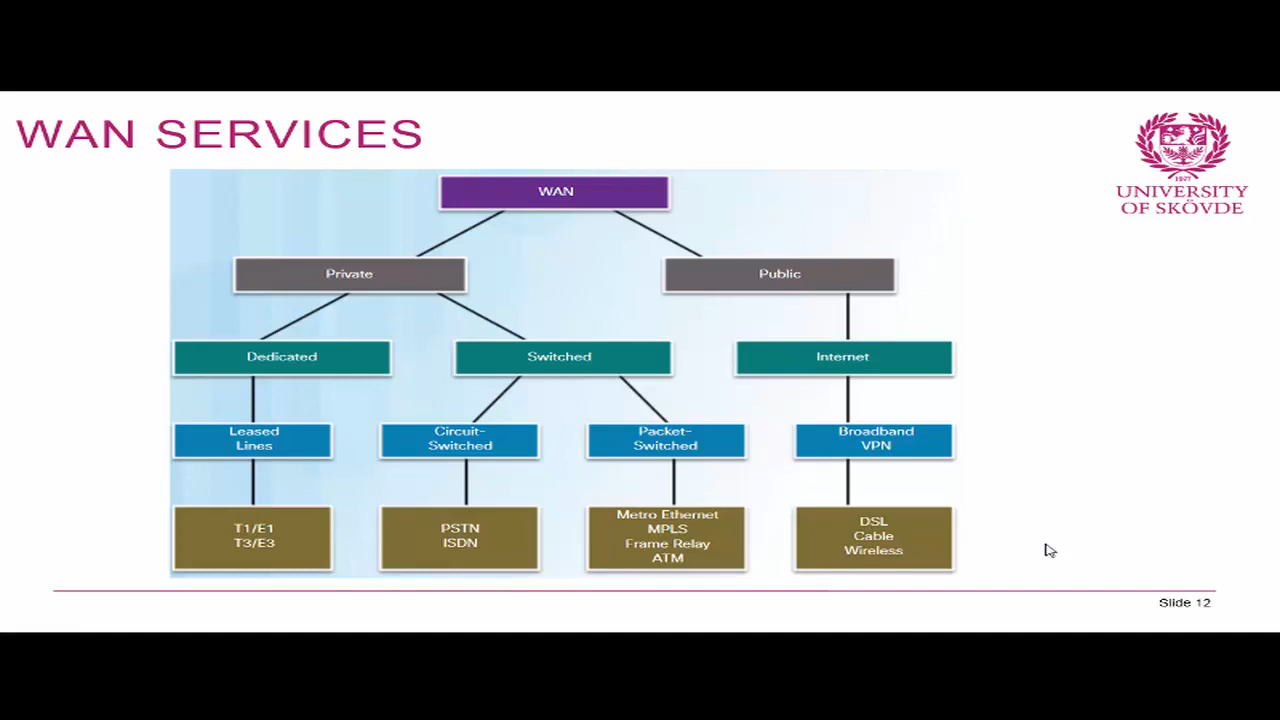 WAN SERVICES
1977
UNIVERSITY
OF SKÖVDE
WAN
Private
Public
Dedicated
Switched
Internet
Leased
Lines
Circuit-
Switched
Packet-
Switched
Broadband
VPN
T1/E1
T3/E3
PSTN
ISDN
Metro Ethernet
MPLS
Frame Relay
ATM
DSL
Cable
Wireless
Slide 12